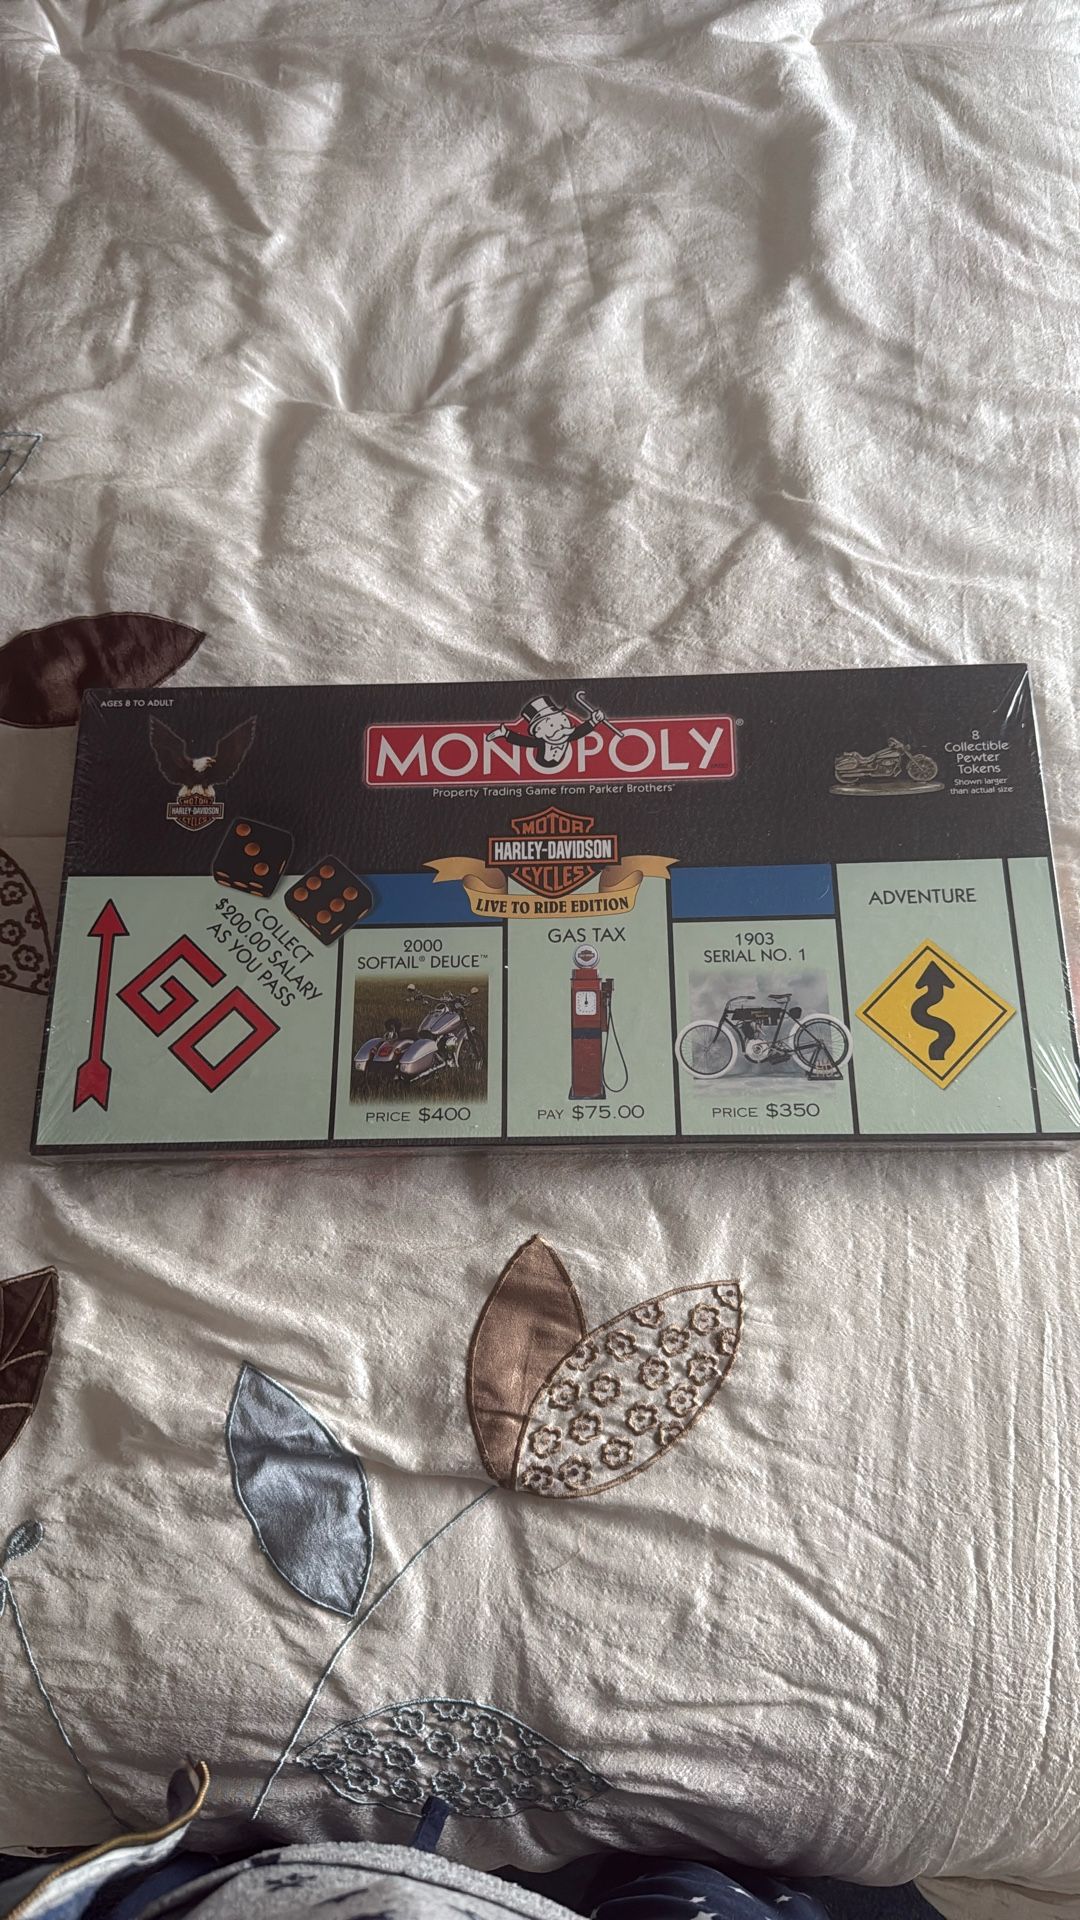 AGES 8 TO ADULT
MONOPOLY®
Property Trading Game from Parker Brothers®
8
Collectible
Pewter
Tokens
Shown larger
than actual size
MOTOR
HARLEY-DAVIDSON
CYCLES
MOTOR
HARLEY-DAVIDSON
CYCLES
LIVE TO RIDE EDITION
COLLECT
$200.00 SALARY
AS YOU PASS
GO
2000
SOFTAIL® DEUCE™
PRICE $400
GAS TAX
PAY $75.00
1903
SERIAL NO. 1
PRICE $350
ADVENTURE